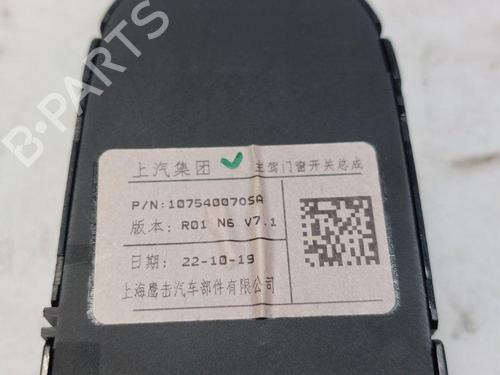 上汽集团 主驾门窗开关总成
P/N:10754007oSA
版本: R01 N6 V7.1
日期: 22-10-19
上海鹰击汽车部件有限公司
B-PARTS